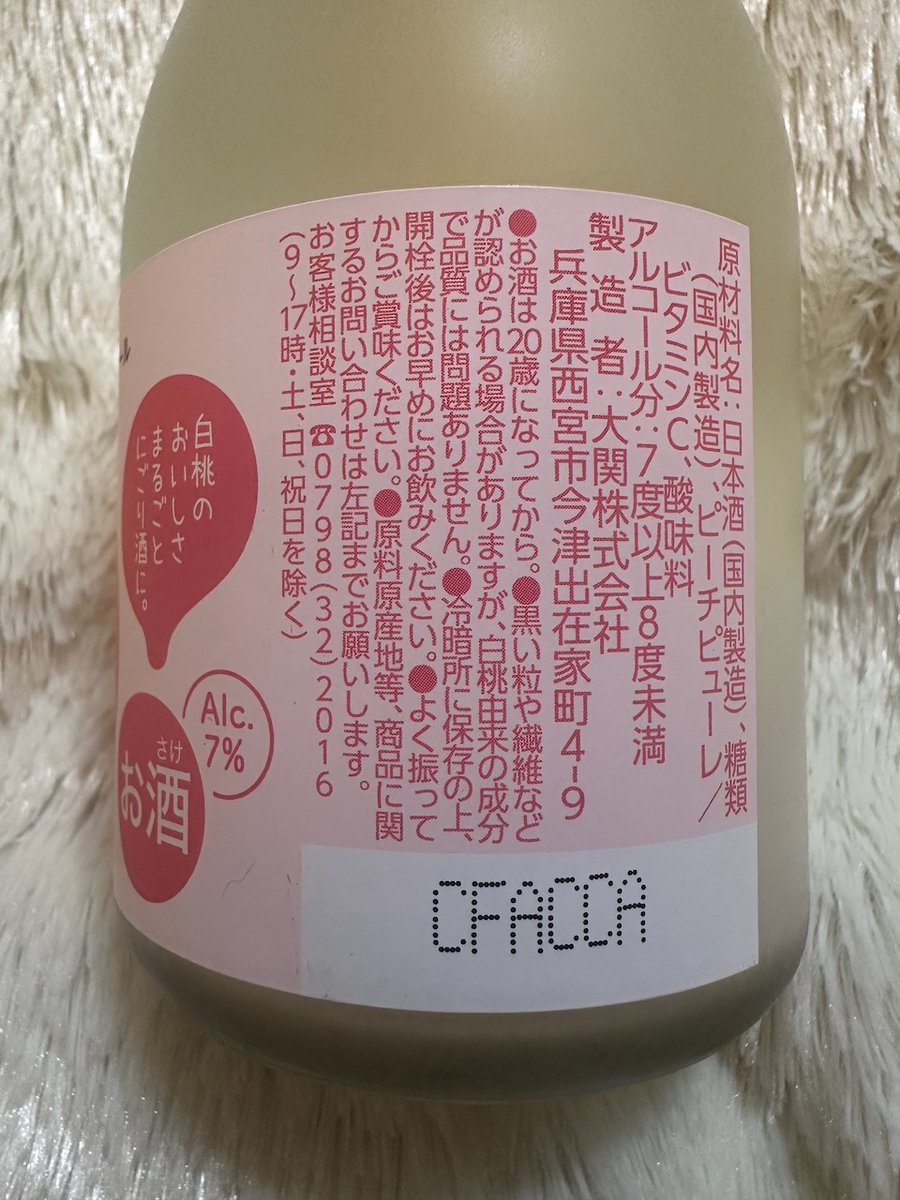 原材料名:日本酒(国内製造)、糖類
(国内製造)、ピーチピューレ/
ビタミンC、酸味料
アルコール分:7度以上8度未満
製造者:大関株式会社
兵庫県西宮市今津出在家町4-9
●お酒は20歳になってから。●黒い粒や繊維など
が認められる場合がありますが、白桃由来の成分
で品質には問題ありません。●冷暗所に保存の上、
開栓後はお早めにお飲みください。●よく振って
からご賞味ください。●原料原産地等、商品に関
するお問い合わせは左記までお願いします。
お客様相談室 ☎0798(32)2016
(9〜17時・土、日、祝日を除く)
白桃の
おいしさ
まるごと
にごり酒に。
Alc.
7%
さけ
お酒
CFACCA